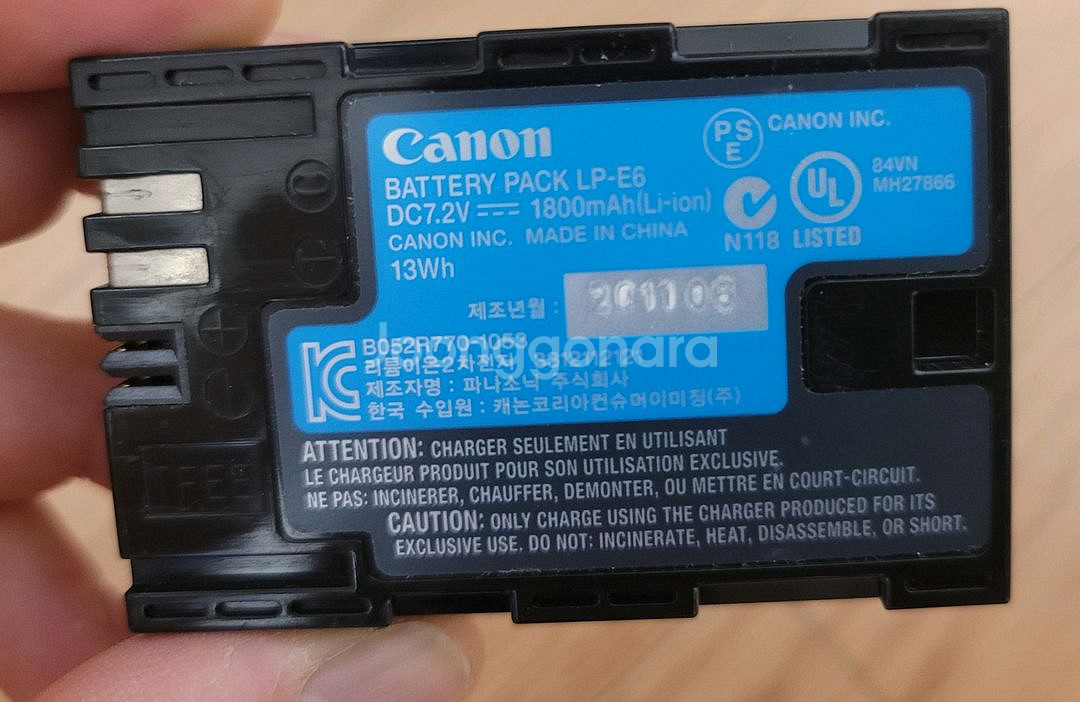 Canon
BATTERY PACK LP-E6
DC7.2V 1800mAh(Li-ion)
CANON INC. MADE IN CHINA
13Wh
PSE
CANON INC.
N118
UL
LISTED
84VN
MH27866
제조년월 : 201106
B052R770-1053
리튬이온2차전지
제조자명 : 파나소닉 주식회사
한국 수입원 : 캐논코리아컨슈머이미징(주)
ATTENTION: CHARGER SEULEMENT EN UTILISANT
LE CHARGEUR PRODUIT POUR SON UTILISATION EXCLUSIVE.
NE PAS: INCINERER, CHAUFFER, DEMONTER, OU METTRE EN COURT-CIRCUIT.
CAUTION: ONLY CHARGE USING THE CHARGER PRODUCED FOR ITS
EXCLUSIVE USE. DO NOT: INCINERATE, HEAT, DISASSEMBLE, OR SHORT.